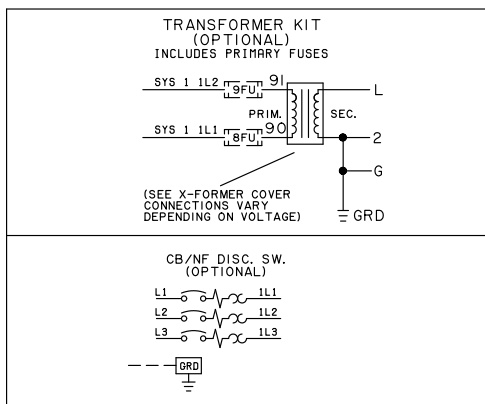 TRANSFORMER KIT
(OPTIONAL)
INCLUDES PRIMARY FUSES
SYS 1 1L2 9FU 91 L
PRIM. SEC.
SYS 1 1L1 8FU 90 2
G
(SEE X-FORMER COVER
CONNECTIONS VARY
DEPENDING ON VOLTAGE)
GRD
CB/NF DISC. SW.
(OPTIONAL)
L1 1L1
L2 1L2
L3 1L3
GRD